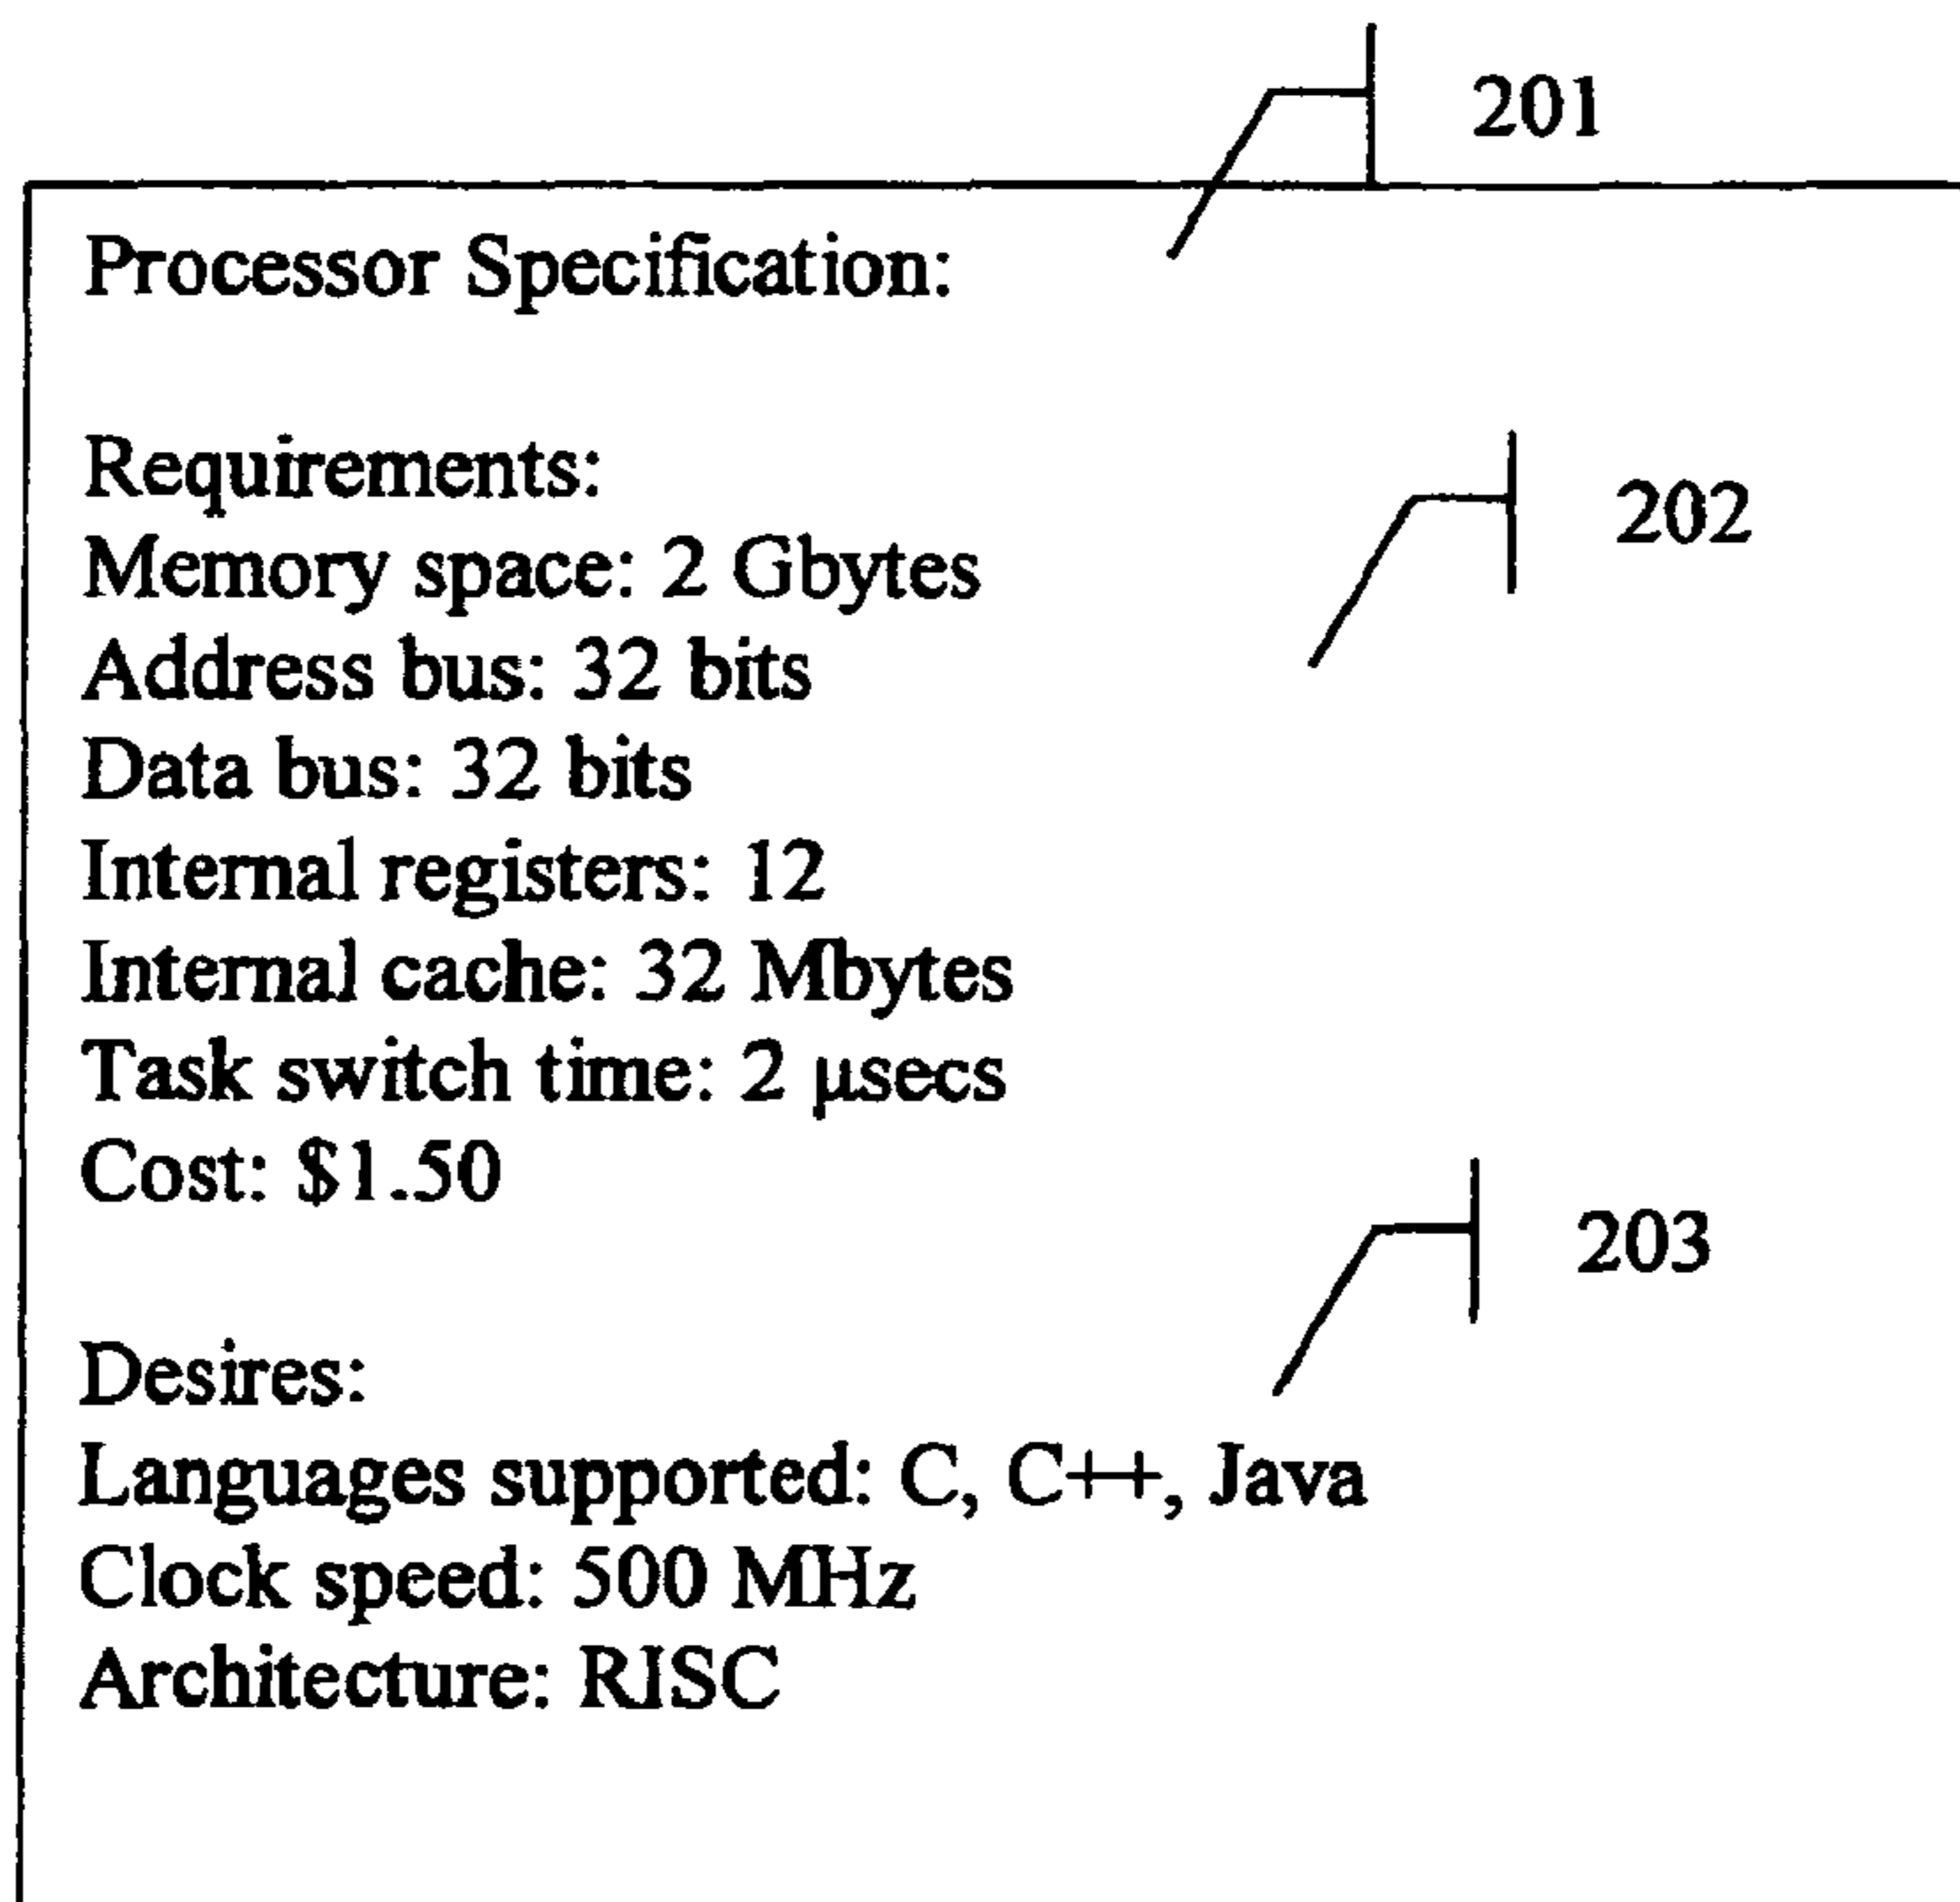 201
Processor Specification:
Requirements:
202
Memory space: 2 Gbytes
Address bus: 32 bits
Data bus: 32 bits
Internal registers: 12
Internal cache: 32 Mbytes
Task switch time: 2 μsecs
Cost: $1.50
203
Desires:
Languages supported: C, C++, Java
Clock speed: 500 MHz
Architecture: RISC